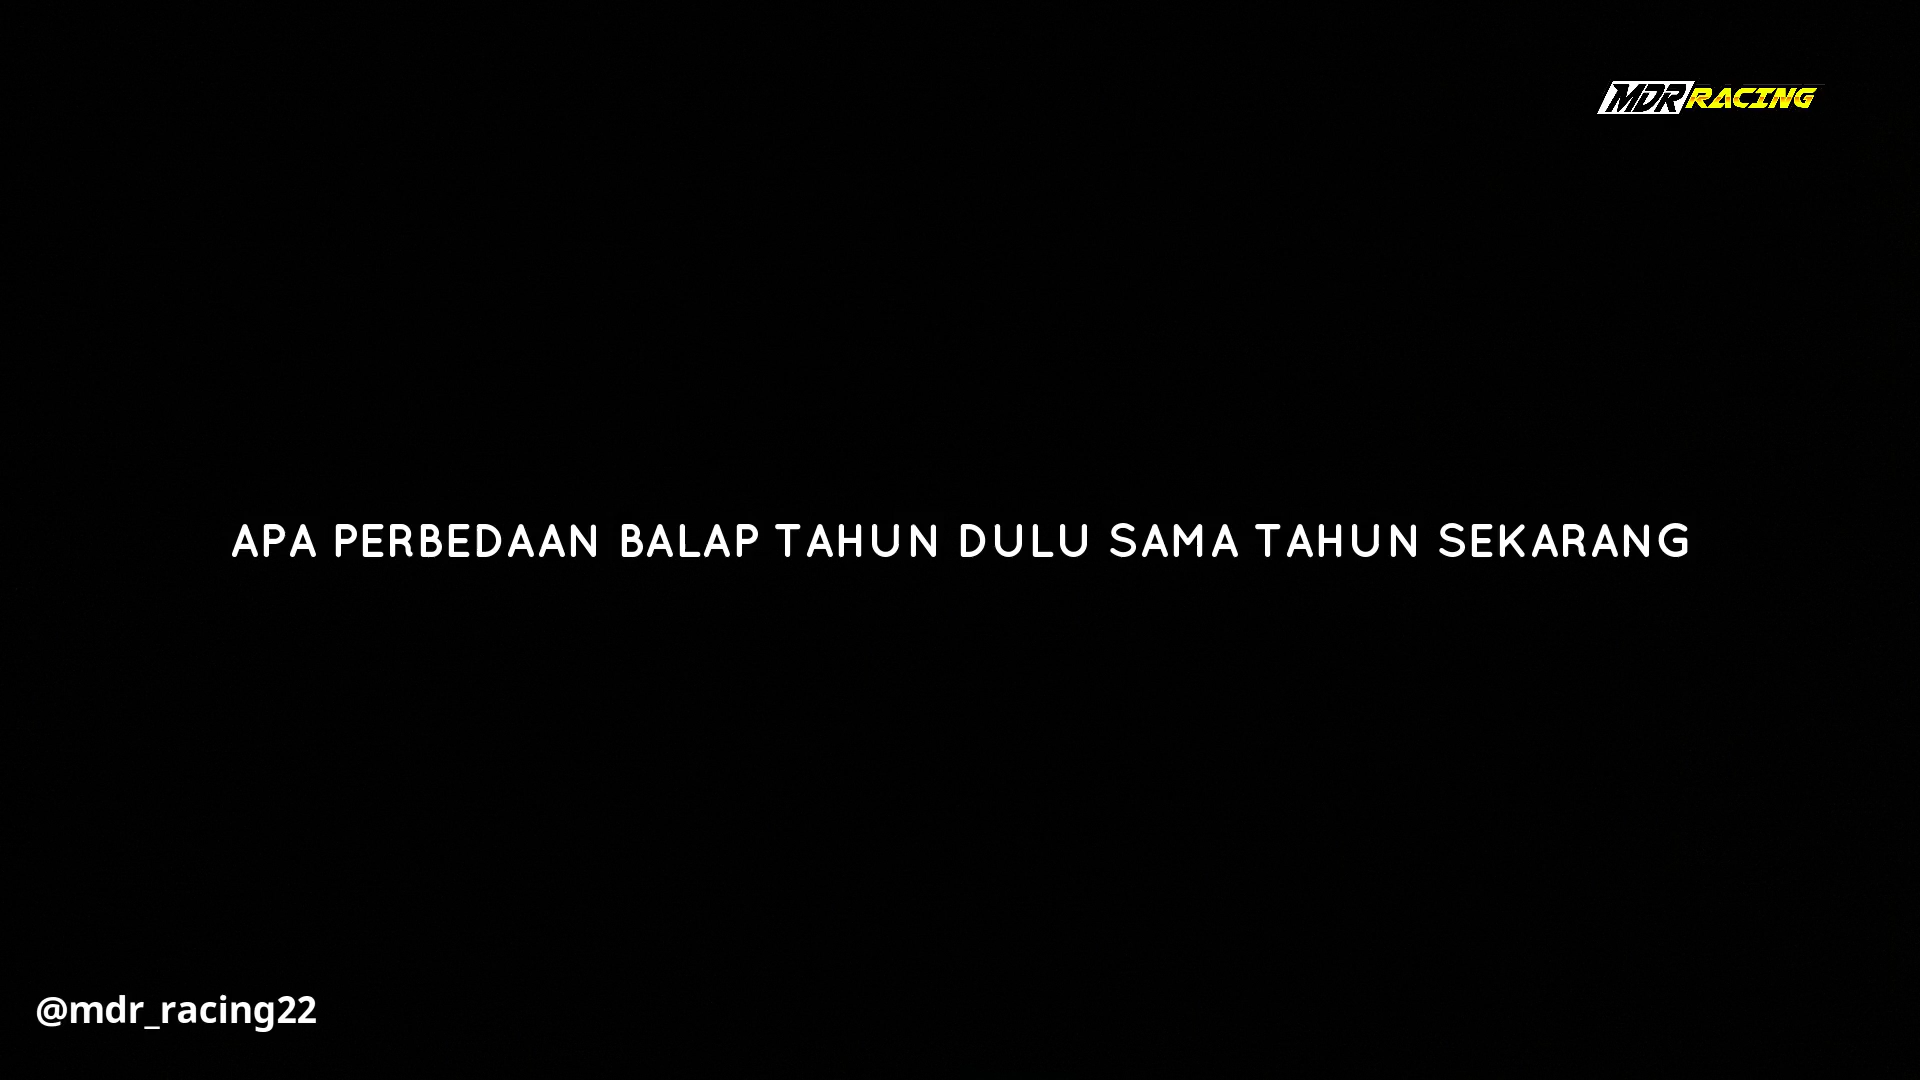 MDR RACING
APA PERBEDAAN BALAP TAHUN DULU SAMA TAHUN SEKARANG
@mdr_racing22